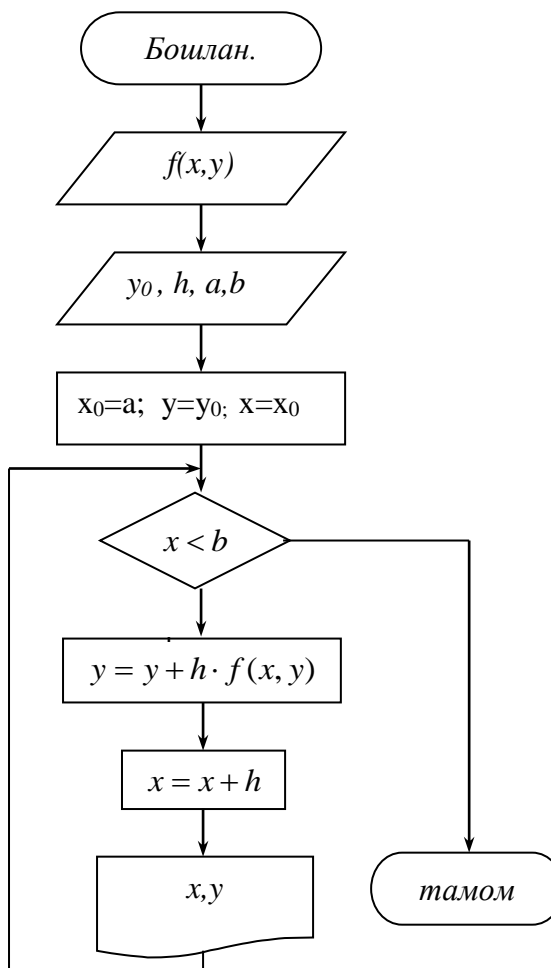 Бошлан.
f(x,y)
y₀ , h, a,b
x₀=a; y=y₀; x=x₀
x < b
y = y + h · f(x, y)
x = x + h
x,y
тамом